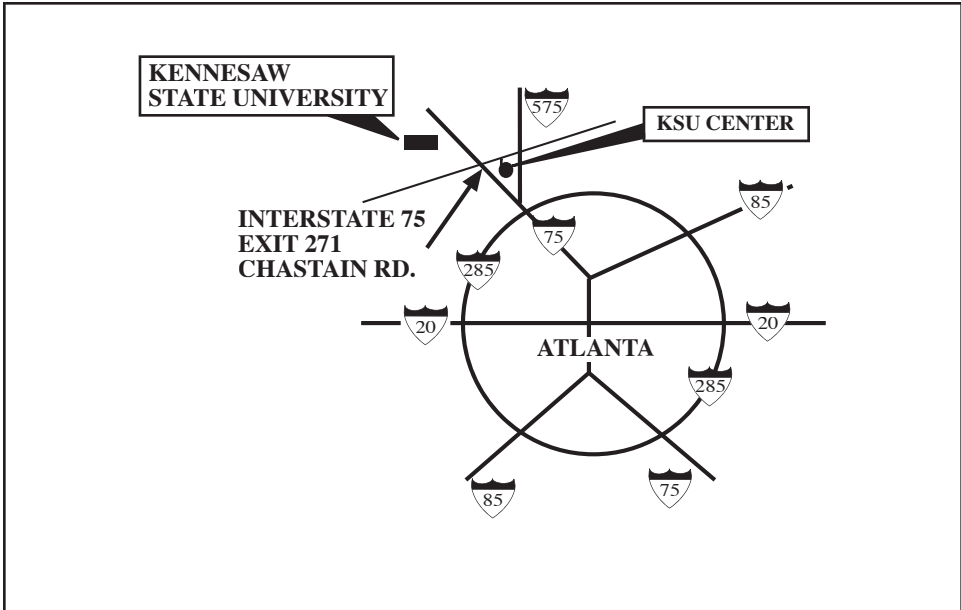 KENNESAW
STATE UNIVERSITY
575
KSU CENTER
85
INTERSTATE 75
EXIT 271
CHASTAIN RD.
75
285
20
20
ATLANTA
285
85
75